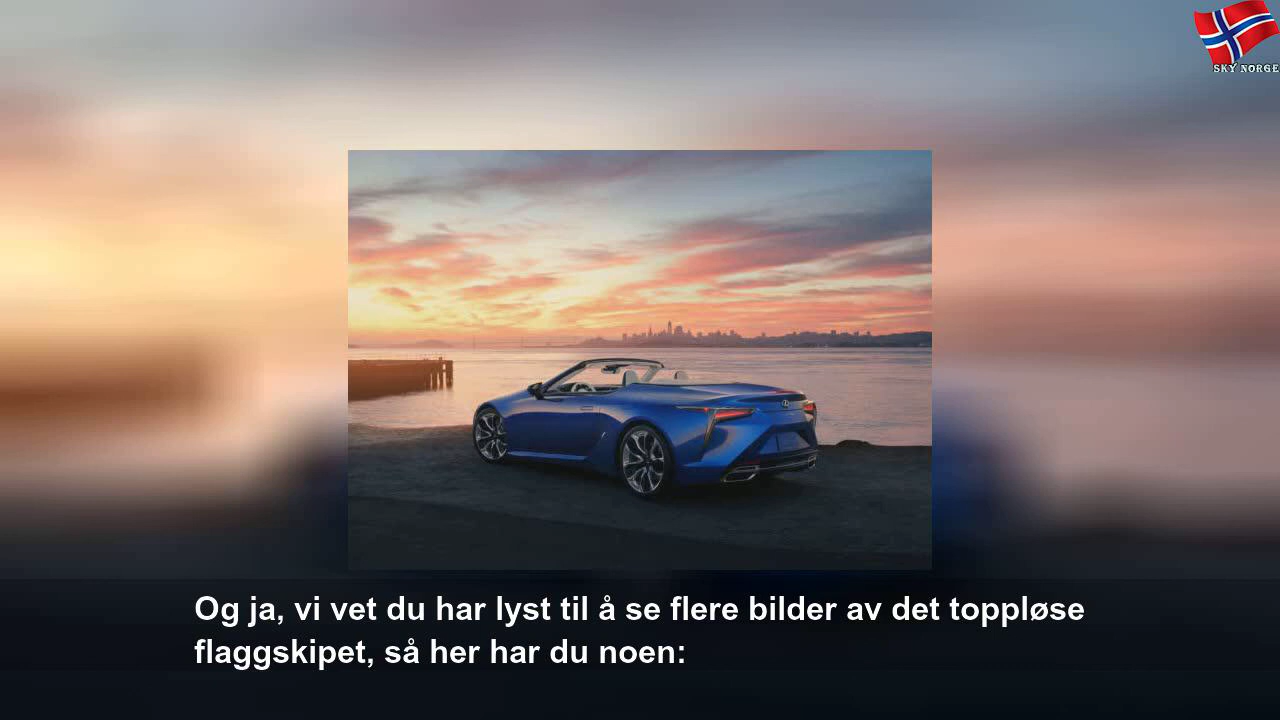 SKY NORGE
Og ja, vi vet du har lyst til å se flere bilder av det toppløse
flaggskipet, så her har du noen: